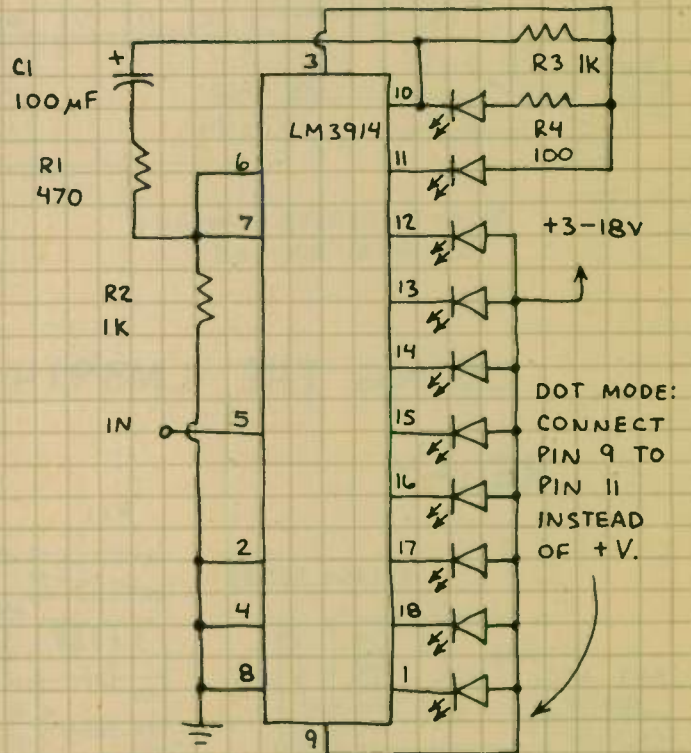 C1
100 µF
+
3
R3 1K
LM3914
10
R4
100
R1
470
6
11
7
12
+3-18V
R2
1K
13
14
DOT MODE:
CONNECT
PIN 9 TO
PIN 11
INSTEAD
OF +V.
IN
5
15
16
2
17
4
18
8
1
9